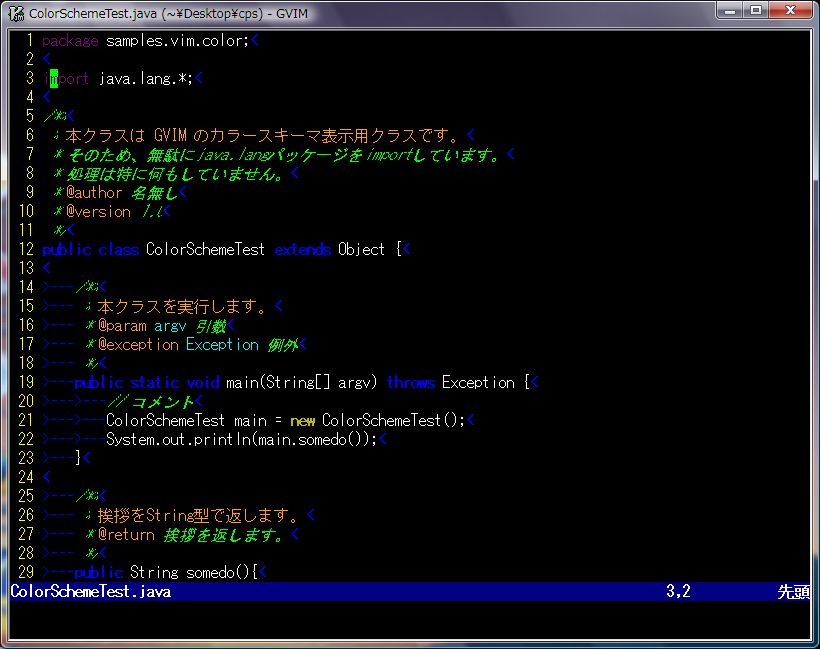 ColorSchemeTest.java (~¥Desktop¥cps) - GVIM
1 package samples.vim.color;<
2 <
3 import java.lang.*;<
4 <
5 /**<
6  * 本クラスは GVIM のカラースキーマ表示用クラスです。<
7  * そのため、無駄にjava.langパッケージをimportしています。<
8  * 処理は特に何もしていません。<
9  * @author 名無し<
10  * @version 1.0<
11  */<
12 public class ColorSchemeTest extends Object {<
13 <
14 >---/**<
15 >--- * 本クラスを実行します。<
16 >--- * @param argv 引数<
17 >--- * @exception Exception 例外<
18 >--- */<
19 >---public static void main(String[] argv) throws Exception {<
20 >--->---// コメント<
21 >--->---ColorSchemeTest main = new ColorSchemeTest();<
22 >--->---System.out.println(main.somedo());<
23 >---}<
24 <
25 >---/**<
26 >--- * 挨拶をString型で返します。<
27 >--- * @return 挨拶を返します。<
28 >--- */<
29 >---public String somedo(){<
ColorSchemeTest.java 3,2 先頭